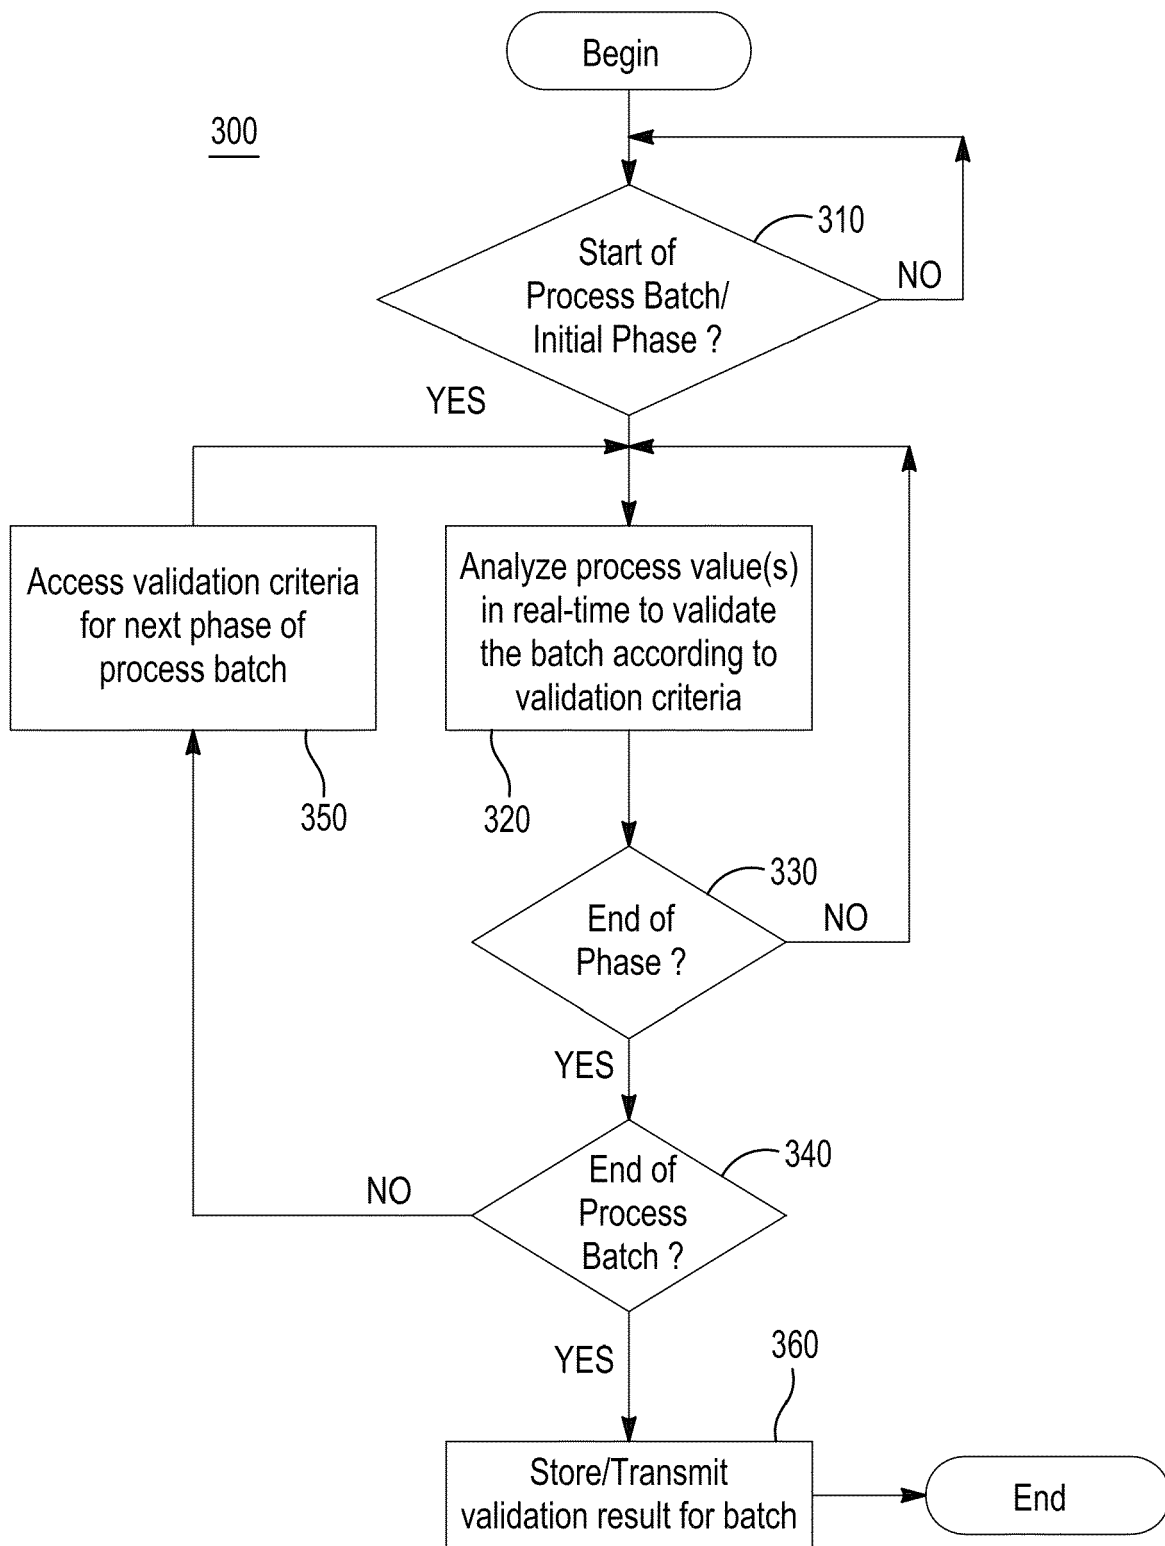 Begin
300
310
Start of
Process Batch/
Initial Phase ?
NO
YES
Access validation criteria
for next phase of
process batch
350
Analyze process value(s)
in real-time to validate
the batch according to
validation criteria
320
330
End of
Phase ?
NO
YES
340
End of
Process
Batch ?
NO
YES
360
Store/Transmit
validation result for batch
End